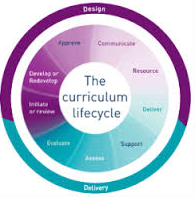 Design
Approve
Communicate
Develop or
Redevelop
Resource
The
curriculum
lifecycle
Initiate
or review
Deliver
Evaluate
Support
Assess
Delivery